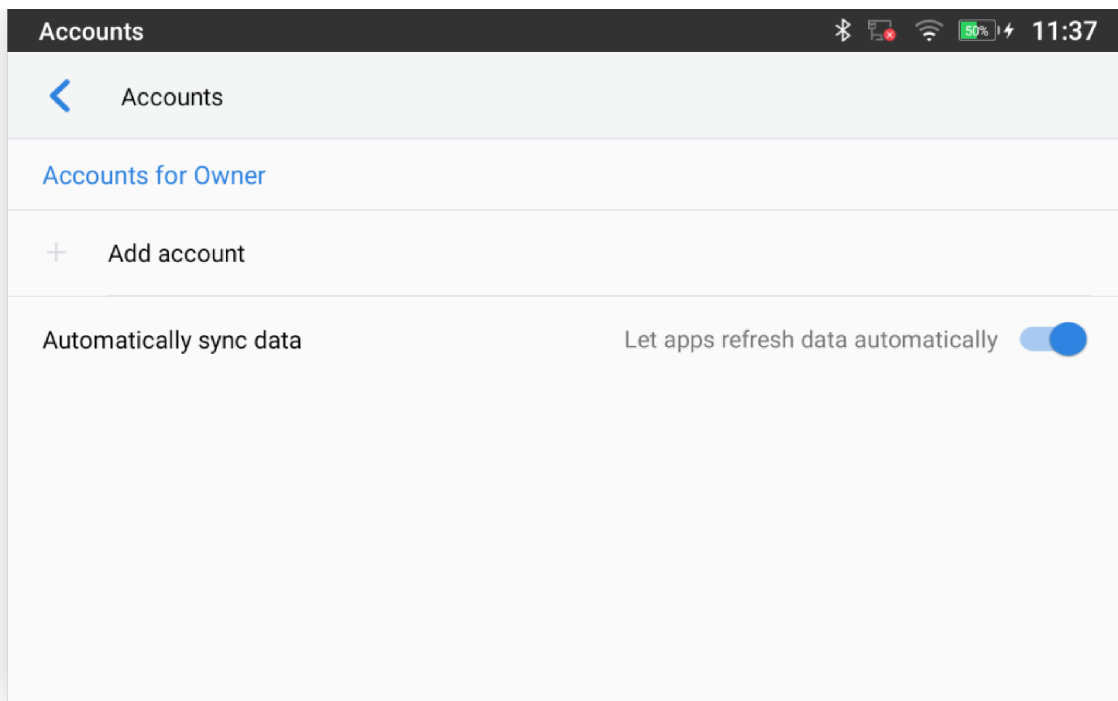 Accounts
50%
11:37
Accounts
Accounts for Owner
Add account
Automatically sync data
Let apps refresh data automatically